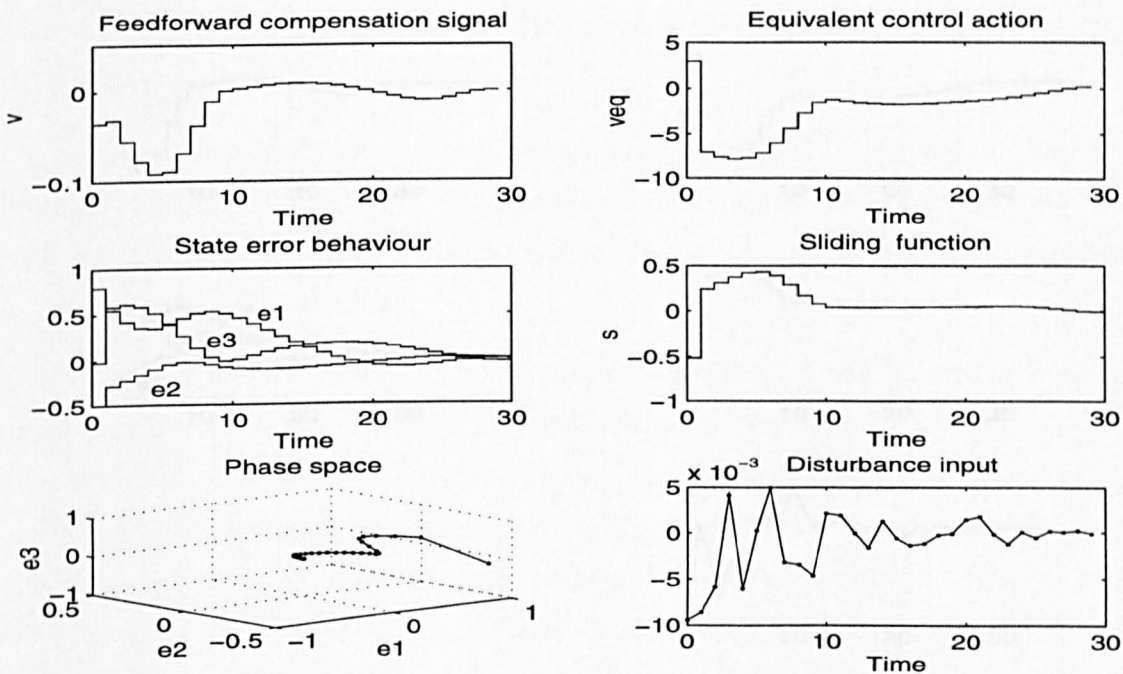 Feedforward compensation signal
0
−0.1
v
0
10
20
30
Time
Equivalent control action
5
0
−5
−10
veq
0
10
20
30
Time
State error behaviour
1
0.5
0
−0.5
e1
e3
e2
0
10
20
30
Time
Sliding function
0.5
0
−0.5
−1
s
0
10
20
30
Time
Phase space
1
0
−1
e3
0.5
0
−0.5
e2
−1
0
1
e1
Disturbance input
x 10⁻³
5
0
−5
−10
0
10
20
30
Time